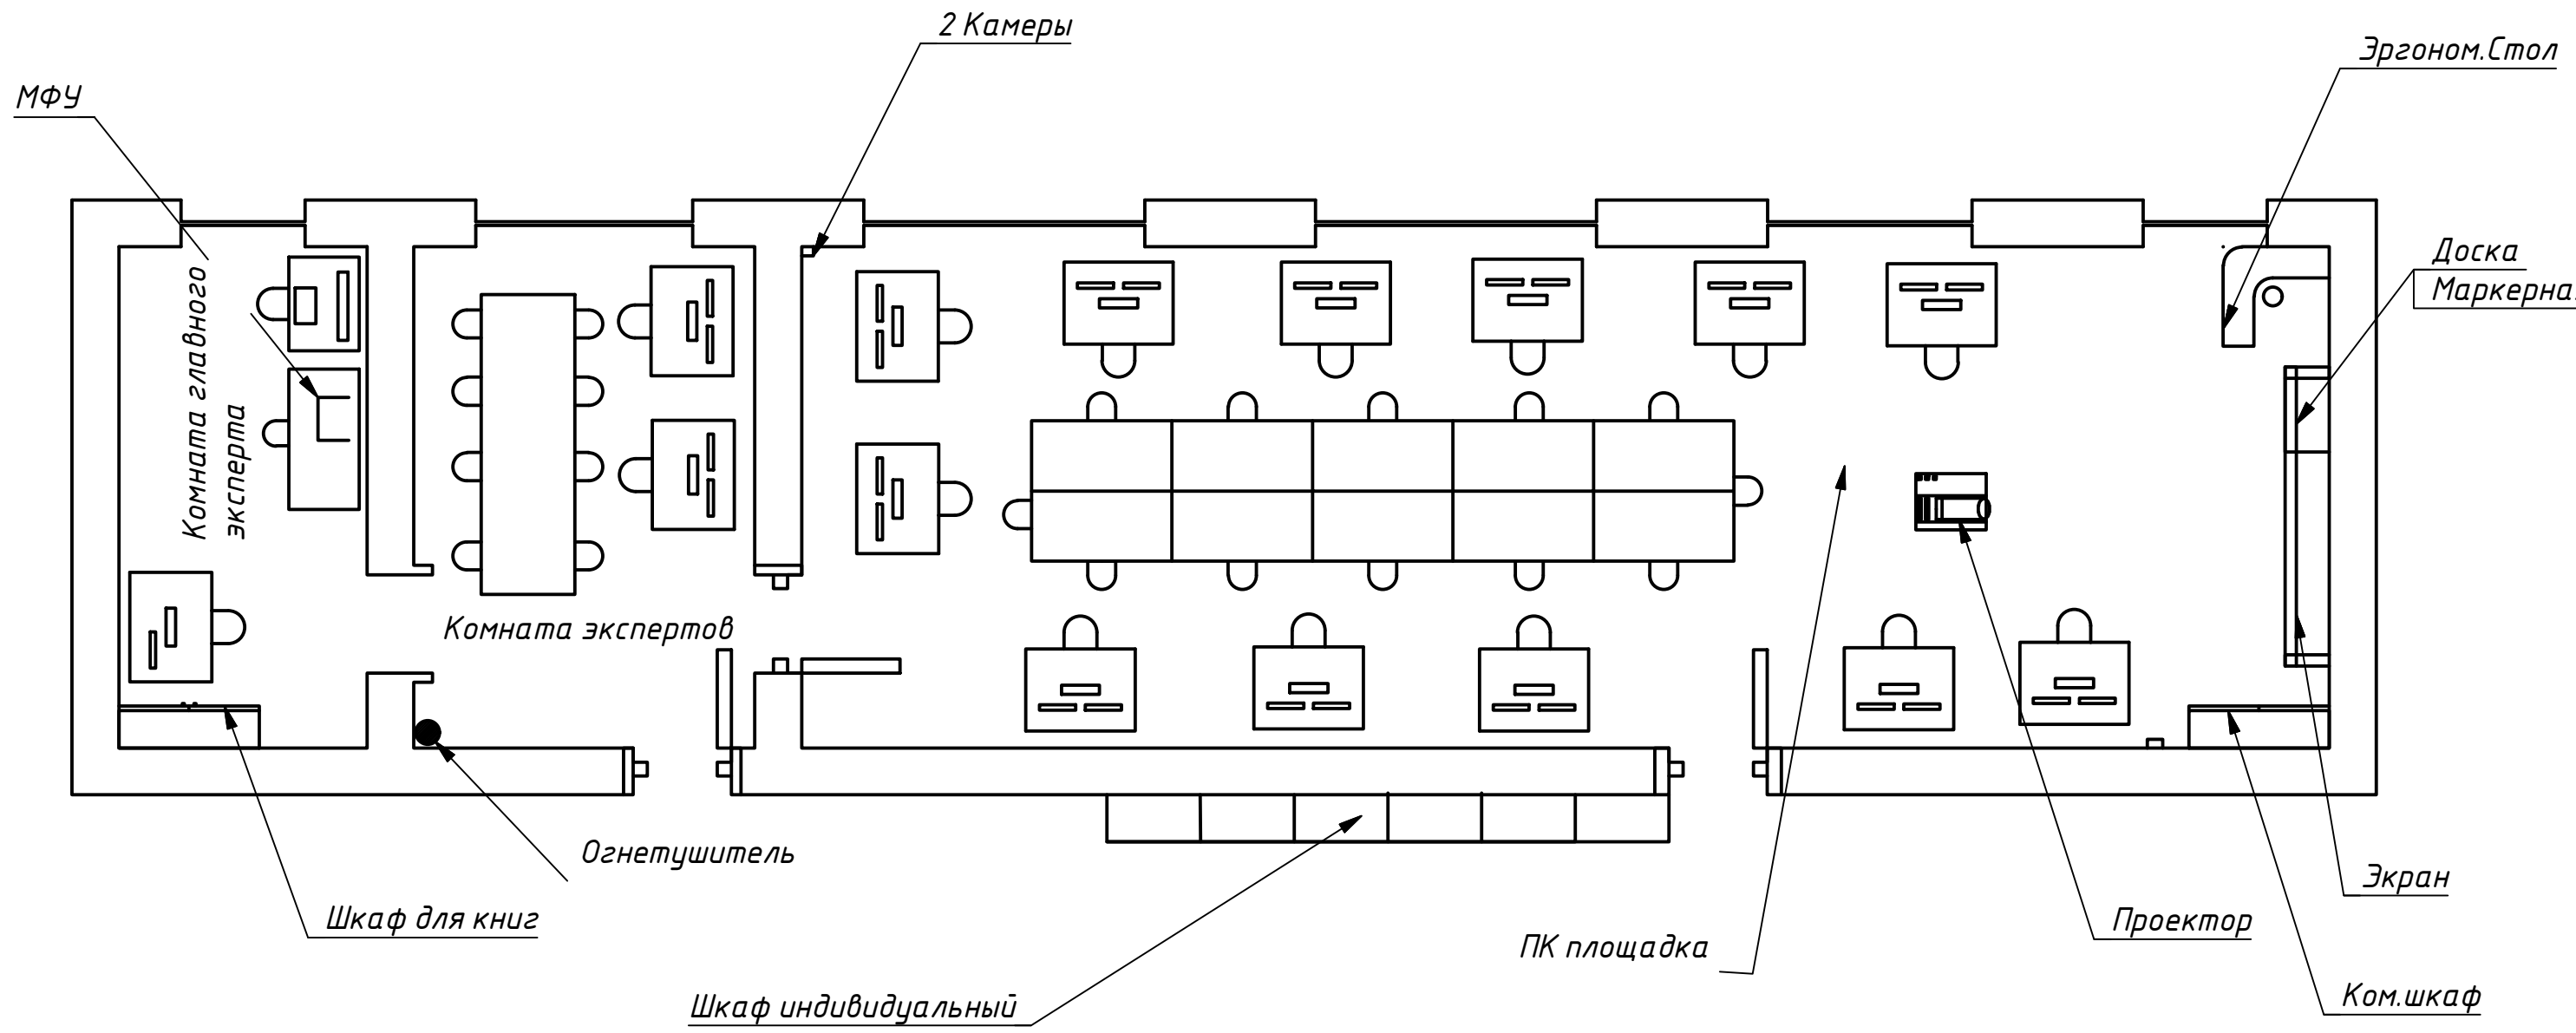 2 Камеры
Эргоном.Стол
МФУ
Доска
Маркерна
Комната главного
эксперта
Комната экспертов
Огнетушитель
Шкаф для книг
Экран
Проектор
ПК площадка
Ком.шкаф
Шкаф индивидуальный